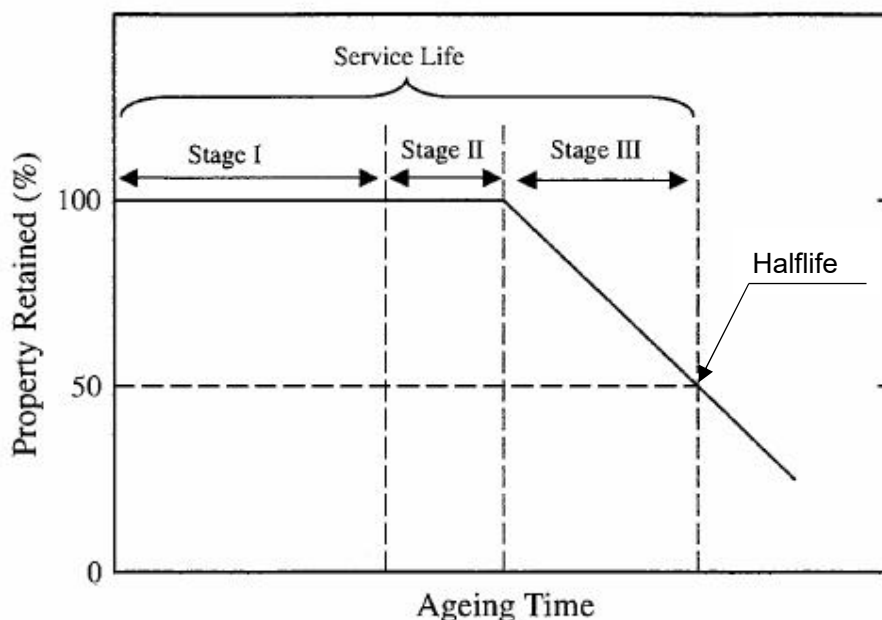 Service Life
Stage I
Stage II
Stage III
100
Halflife
50
0
Property Retained (%)
Ageing Time